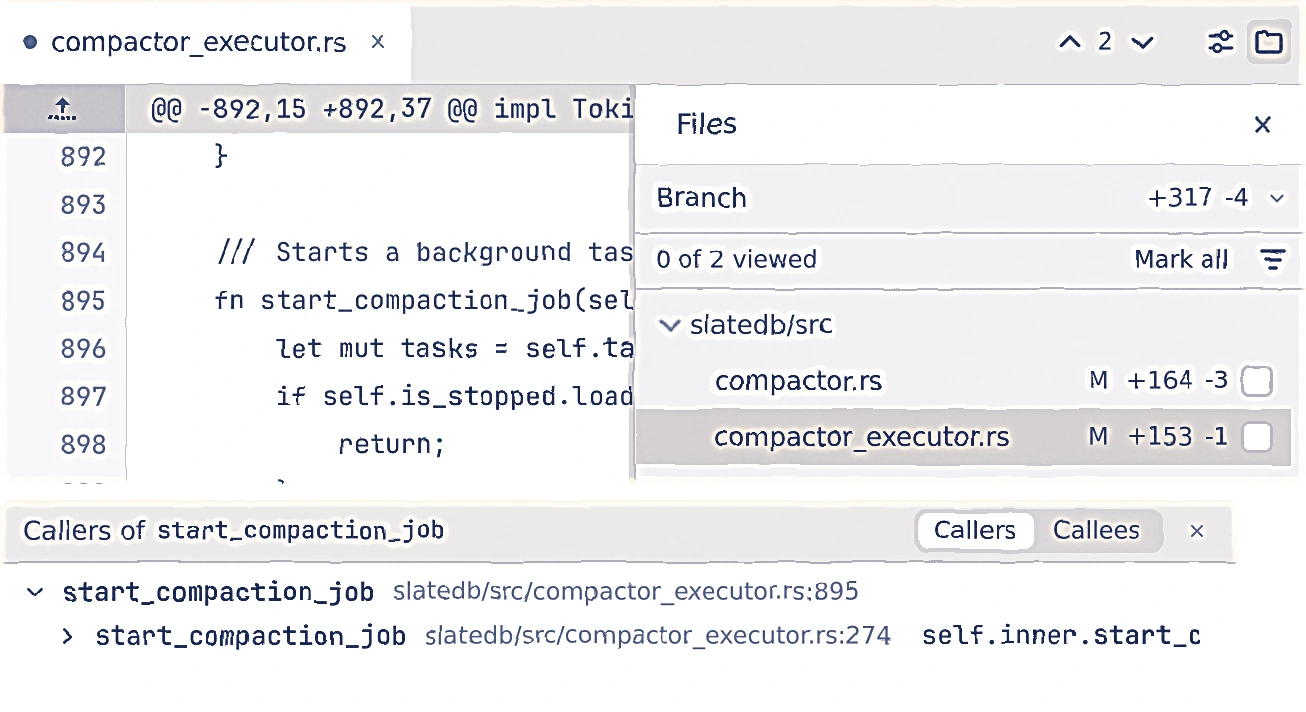 compactor_executor.rs ×
2
@@ -892,15 +892,37 @@ impl Toki
892 }
893
894 /// Starts a background tas
895 fn start_compaction_job(sel
896 let mut tasks = self.ta
897 if self.is_stopped.load
898 return;
Files ×
Branch +317 -4
0 of 2 viewed Mark all
slatedb/src
compactor.rs M +164 -3
compactor_executor.rs M +153 -1
Callers of start_compaction_job Callers Callees ×
start_compaction_job slatedb/src/compactor_executor.rs:895
start_compaction_job slatedb/src/compactor_executor.rs:274 self.inner.start_c